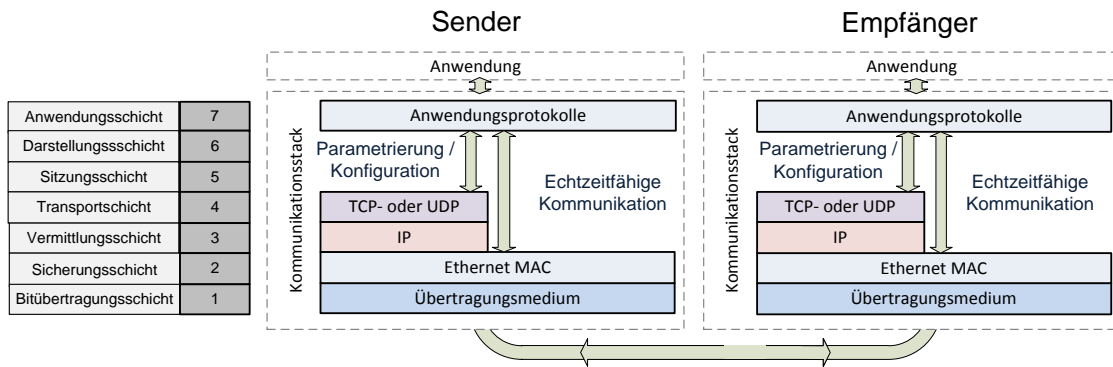 Sender
Empfänger
Anwendung
Anwendung
Anwendungsschicht 7
Darstellungsschicht 6
Sitzungsschicht 5
Transportschicht 4
Vermittlungsschicht 3
Sicherungsschicht 2
Bitübertragungsschicht 1
Kommunikationsstack
Anwendungsprotokolle
Parametrierung /
Konfiguration
Echtzeitfähige
Kommunikation
TCP- oder UDP
IP
Ethernet MAC
Übertragungsmedium
Kommunikationsstack
Anwendungsprotokolle
Parametrierung /
Konfiguration
Echtzeitfähige
Kommunikation
TCP- oder UDP
IP
Ethernet MAC
Übertragungsmedium